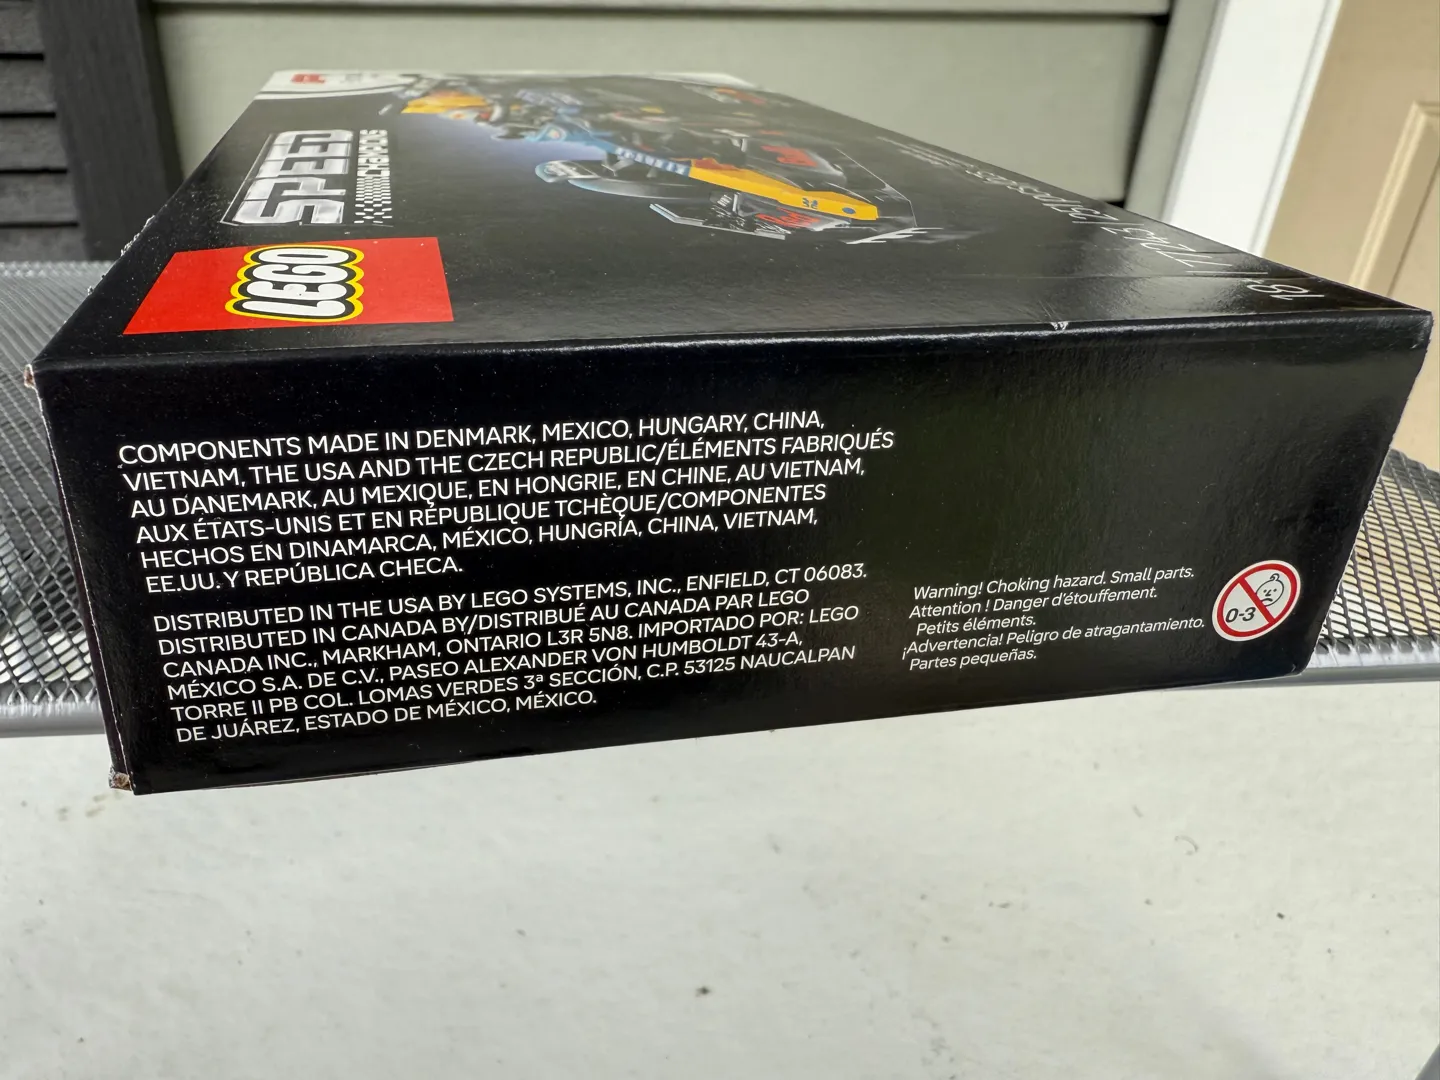 SPEED
CHAMPIONS
LEGO
77243
COMPONENTS MADE IN DENMARK, MEXICO, HUNGARY, CHINA,
VIETNAM, THE USA AND THE CZECH REPUBLIC/ÉLÉMENTS FABRIQUÉS
AU DANEMARK, AU MEXIQUE, EN HONGRIE, EN CHINE, AU VIETNAM,
AUX ÉTATS-UNIS ET EN RÉPUBLIQUE TCHÈQUE/COMPONENTES
HECHOS EN DINAMARCA, MÉXICO, HUNGRÍA, CHINA, VIETNAM,
EE.UU. Y REPÚBLICA CHECA.
DISTRIBUTED IN THE USA BY LEGO SYSTEMS, INC., ENFIELD, CT 06083.
DISTRIBUTED IN CANADA BY/DISTRIBUÉ AU CANADA PAR LEGO
CANADA INC., MARKHAM, ONTARIO L3R 5N8. IMPORTADO POR: LEGO
MÉXICO S.A. DE C.V., PASEO ALEXANDER VON HUMBOLDT 43-A,
TORRE II PB COL. LOMAS VERDES 3ª SECCIÓN, C.P. 53125 NAUCALPAN
DE JUÁREZ, ESTADO DE MÉXICO, MÉXICO.
Warning! Choking hazard. Small parts.
Attention ! Danger d'étouffement.
Petits éléments.
¡Advertencia! Peligro de atragantamiento.
Partes pequeñas.
0-3